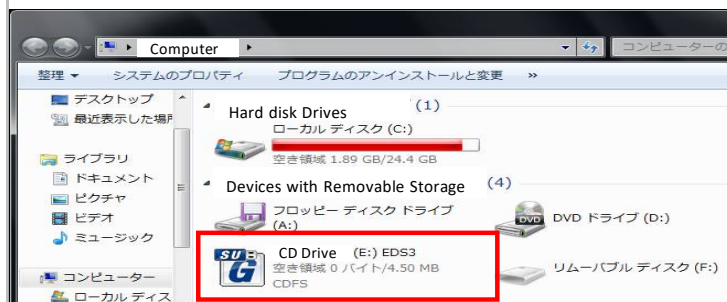 Computer
コンピューターの
整理
システムのプロパティ
プログラムのアンインストールと変更
»
デスクトップ
最近表示した場所
ライブラリ
ドキュメント
ピクチャ
ビデオ
ミュージック
コンピューター
ローカル ディス
Hard disk Drives (1)
ローカル ディスク (C:)
空き領域 1.89 GB/24.4 GB
Devices with Removable Storage (4)
フロッピー ディスク ドライブ
(A:)
DVD
DVD ドライブ (D:)
SUB
G
CD Drive (E:) EDS3
空き領域 0 バイト/4.50 MB
CDFS
リムーバブル ディスク (F:)